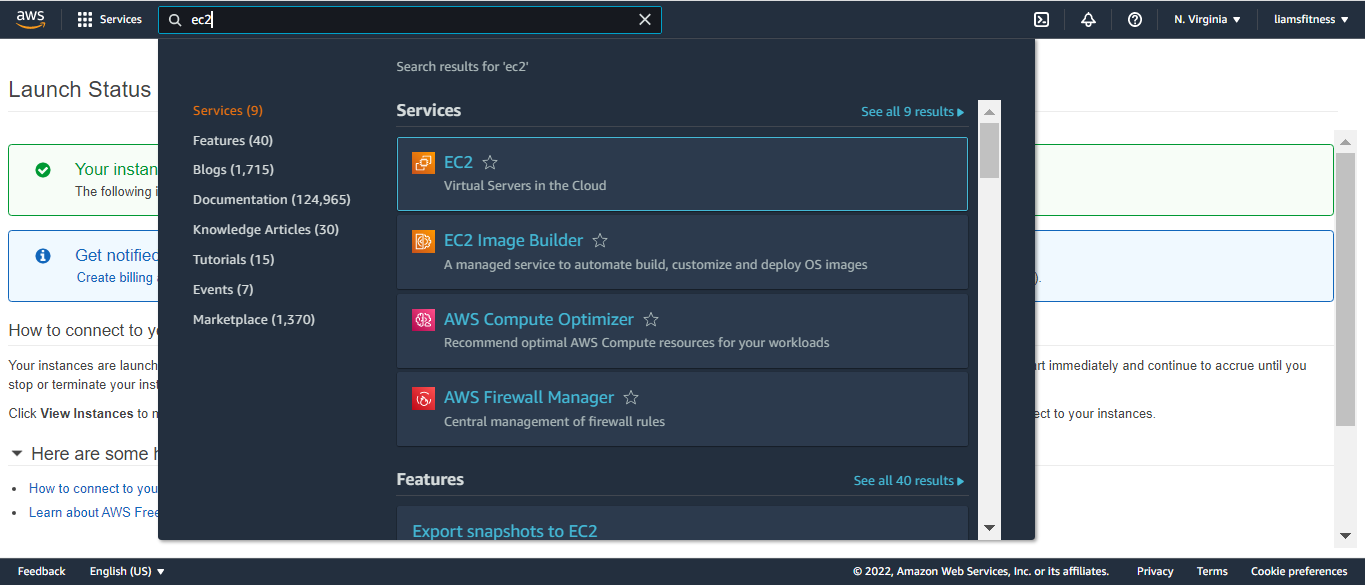 aws
Services
ec2
N. Virginia
liamsfitness
Launch Status
Your instan
The following i
Get notified
Create billing
).
How to connect to y
Your instances are launch
rt immediately and continue to accrue until you
stop or terminate your inst
Click View Instances to
ect to your instances.
Here are some
How to connect to you
Learn about AWS Free
Search results for 'ec2'
Services (9)
Features (40)
Blogs (1,715)
Documentation (124,965)
Knowledge Articles (30)
Tutorials (15)
Events (7)
Marketplace (1,370)
Services
See all 9 results
EC2
Virtual Servers in the Cloud
EC2 Image Builder
A managed service to automate build, customize and deploy OS images
AWS Compute Optimizer
Recommend optimal AWS Compute resources for your workloads
AWS Firewall Manager
Central management of firewall rules
Features
See all 40 results
Export snapshots to EC2
Feedback
English (US)
© 2022, Amazon Web Services, Inc. or its affiliates.
Privacy
Terms
Cookie preferences